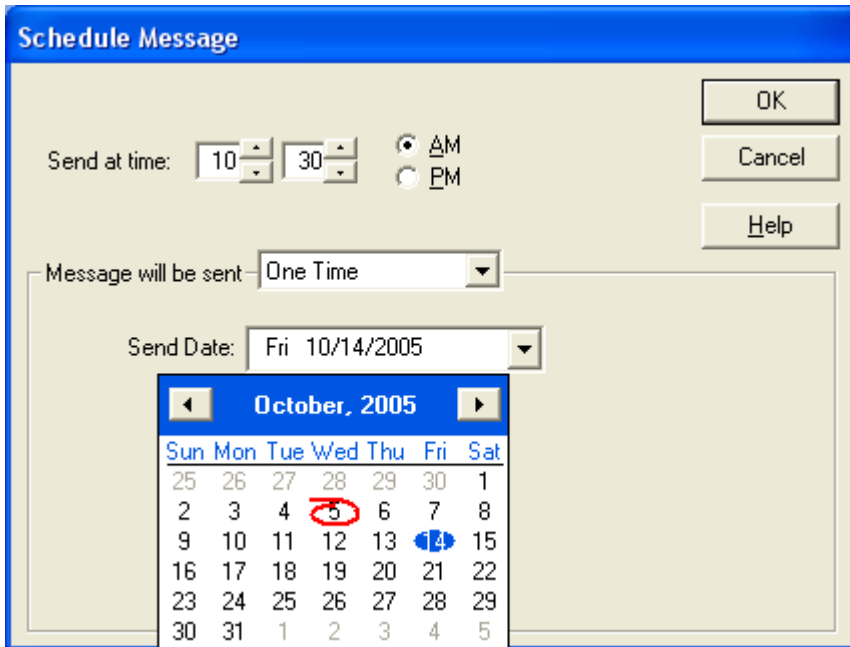 Schedule Message
OK
Send at time: 10 30 AM
PM
Cancel
Help
Message will be sent One Time
Send Date: Fri 10/14/2005
October, 2005
Sun Mon Tue Wed Thu Fri Sat
25 26 27 28 29 30 1
2 3 4 5 6 7 8
9 10 11 12 13 14 15
16 17 18 19 20 21 22
23 24 25 26 27 28 29
30 31 1 2 3 4 5